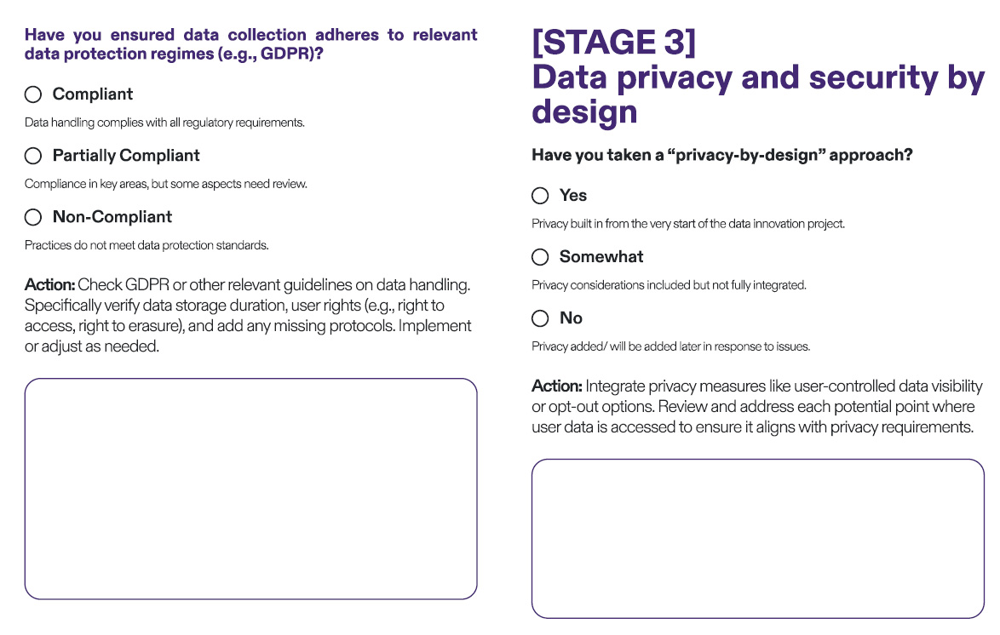 Have you ensured data collection adheres to relevant
data protection regimes (e.g., GDPR)?
Compliant
Data handling complies with all regulatory requirements.
Partially Compliant
Compliance in key areas, but some aspects need review.
Non-Compliant
Practices do not meet data protection standards.
Action: Check GDPR or other relevant guidelines on data handling.
Specifically verify data storage duration, user rights (e.g., right to
access, right to erasure), and add any missing protocols. Implement
or adjust as needed.
[STAGE 3]
Data privacy and security by
design
Have you taken a “privacy-by-design” approach?
Yes
Privacy built in from the very start of the data innovation project.
Somewhat
Privacy considerations included but not fully integrated.
No
Privacy added/ will be added later in response to issues.
Action: Integrate privacy measures like user-controlled data visibility
or opt-out options. Review and address each potential point where
user data is accessed to ensure it aligns with privacy requirements.